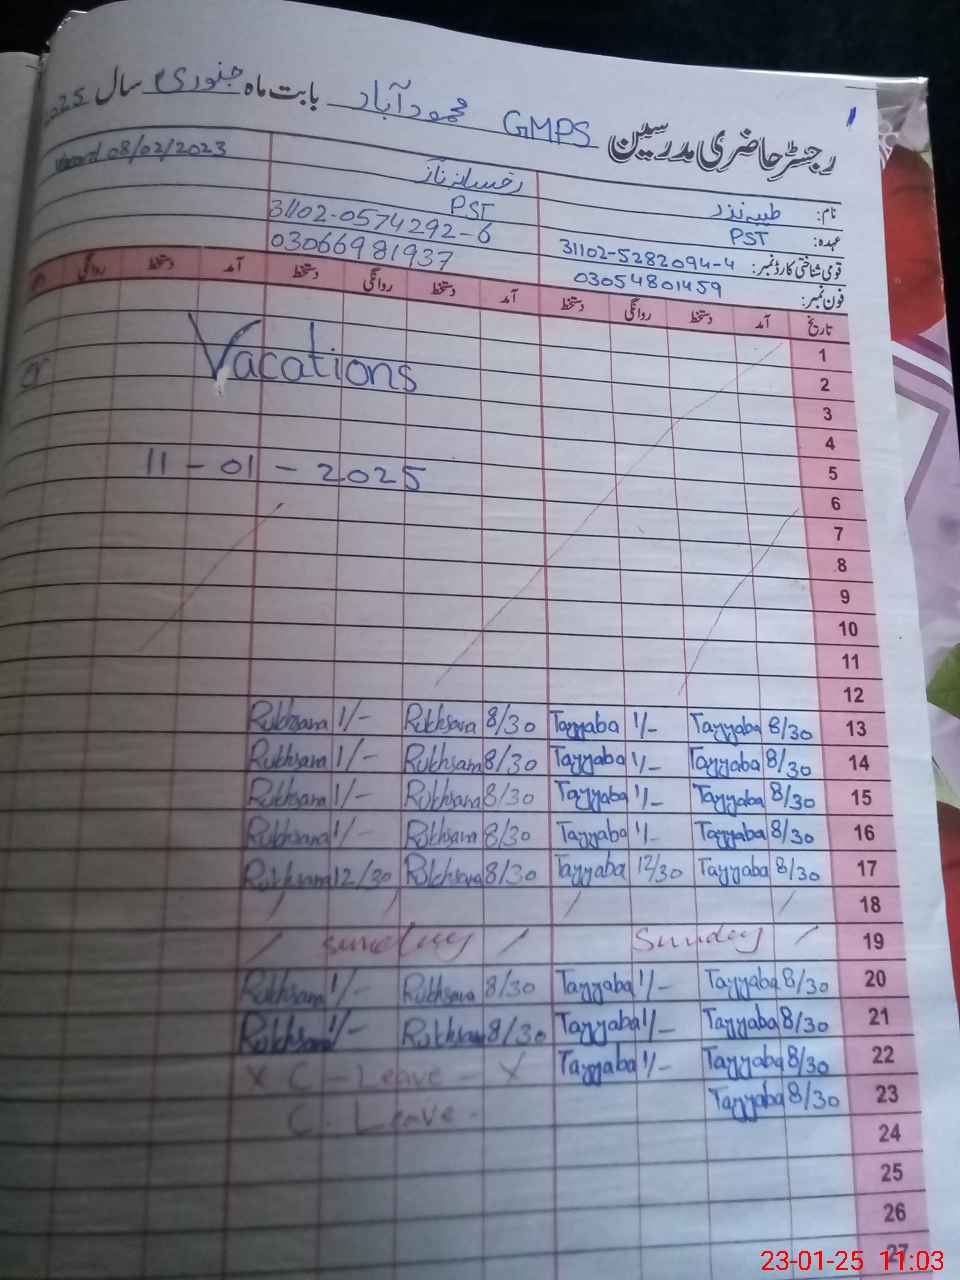 رجسٹر حاضری مدرسین GMPS محمودآباد بابت ماہ جنوری سال 2025
1
نام: طیبہ نذر رخسانہ ناز 08/02/2023
عہدہ: PST PST
قومی شناختی کارڈ نمبر: 31102-5282094-4 31102-0574292-6
فون نمبر: 03054801459 03066981937
تاریخ آمد دستخط روانگی دستخط آمد دستخط روانگی دستخط آمد دستخط روانگی
1
2 Vacations
3
4
5 11-01-2025
6
7
8
9
10
11
12
13 8/30 Tayyaba 1/- Tayyaba 8/30 Rukhsana 1/- Rukhsana
14 8/30 Tayyaba 1/- Tayyaba 8/30 Rukhsana 1/- Rukhsana
15 8/30 Tayyaba 1/- Tayyaba 8/30 Rukhsana 1/- Rukhsana
16 8/30 Tayyaba 1/- Tayyaba 8/30 Rukhsana 1/- Rukhsana
17 8/30 Tayyaba 12/30 Tayyaba 8/30 Rukhsana 12/30 Rukhsana
18
19 Sunday Sunday
20 8/30 Tayyaba 1/- Tayyaba 8/30 Rukhsana 1/- Rukhsana
21 8/30 Tayyaba 1/- Tayyaba 8/30 Rukhsana 1/- Rukhsana
22 8/30 Tayyaba 1/- Tayyaba X C - Leave - X
23 8/30 Tayyaba C. Leave -
24
25
26
27
23-01-25 11:03